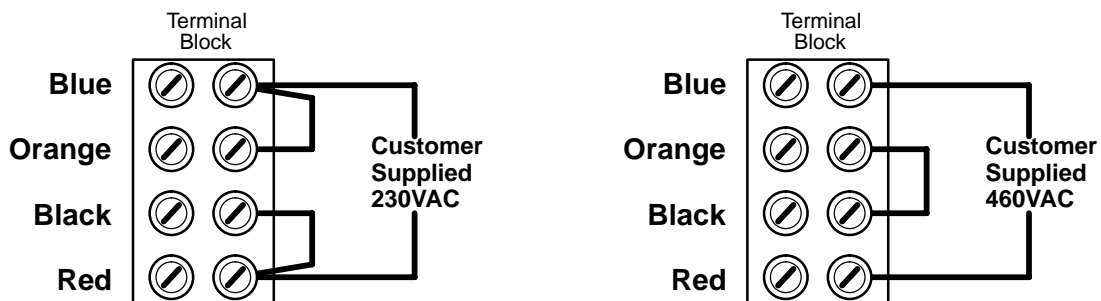 Terminal
Block
Blue
Orange
Black
Red
Customer
Supplied
230VAC
Terminal
Block
Blue
Orange
Black
Red
Customer
Supplied
460VAC